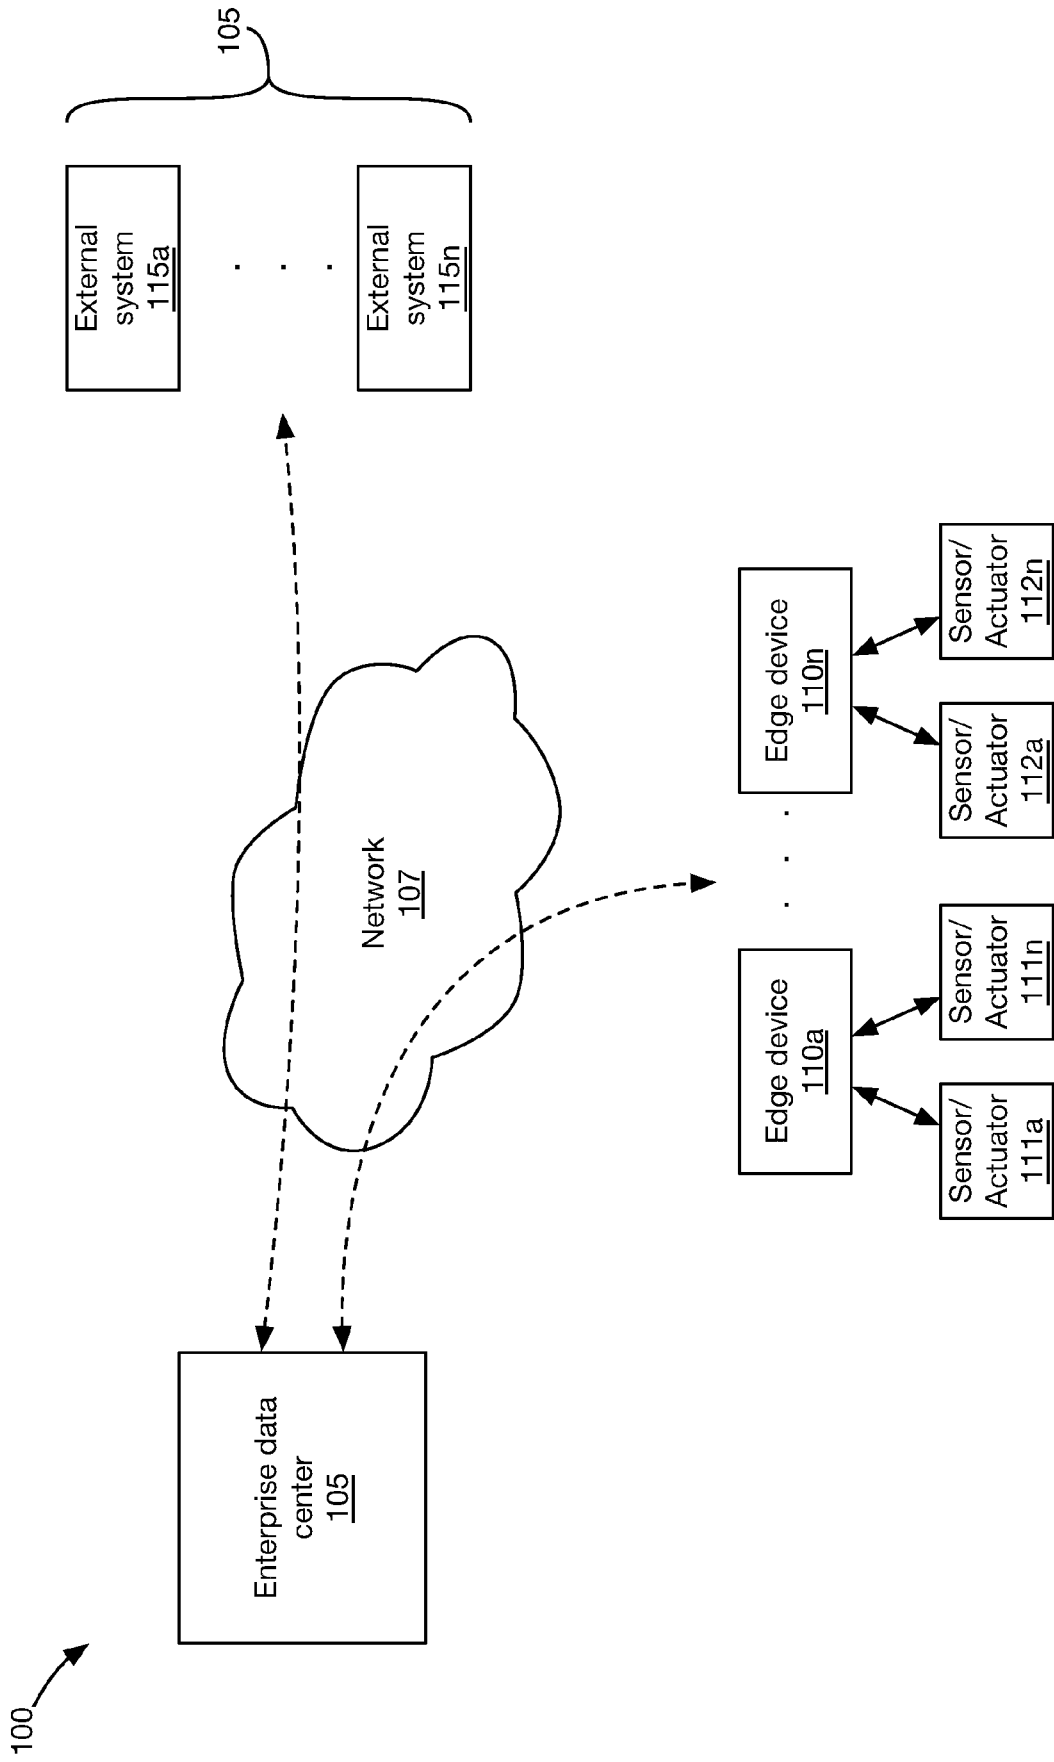 100
105
External
system
115a
. . .
External
system
115n
Enterprise data
center
105
Network
107
Edge device
110a
. . .
Edge device
110n
Sensor/
Actuator
111a
Sensor/
Actuator
111n
Sensor/
Actuator
112a
Sensor/
Actuator
112n